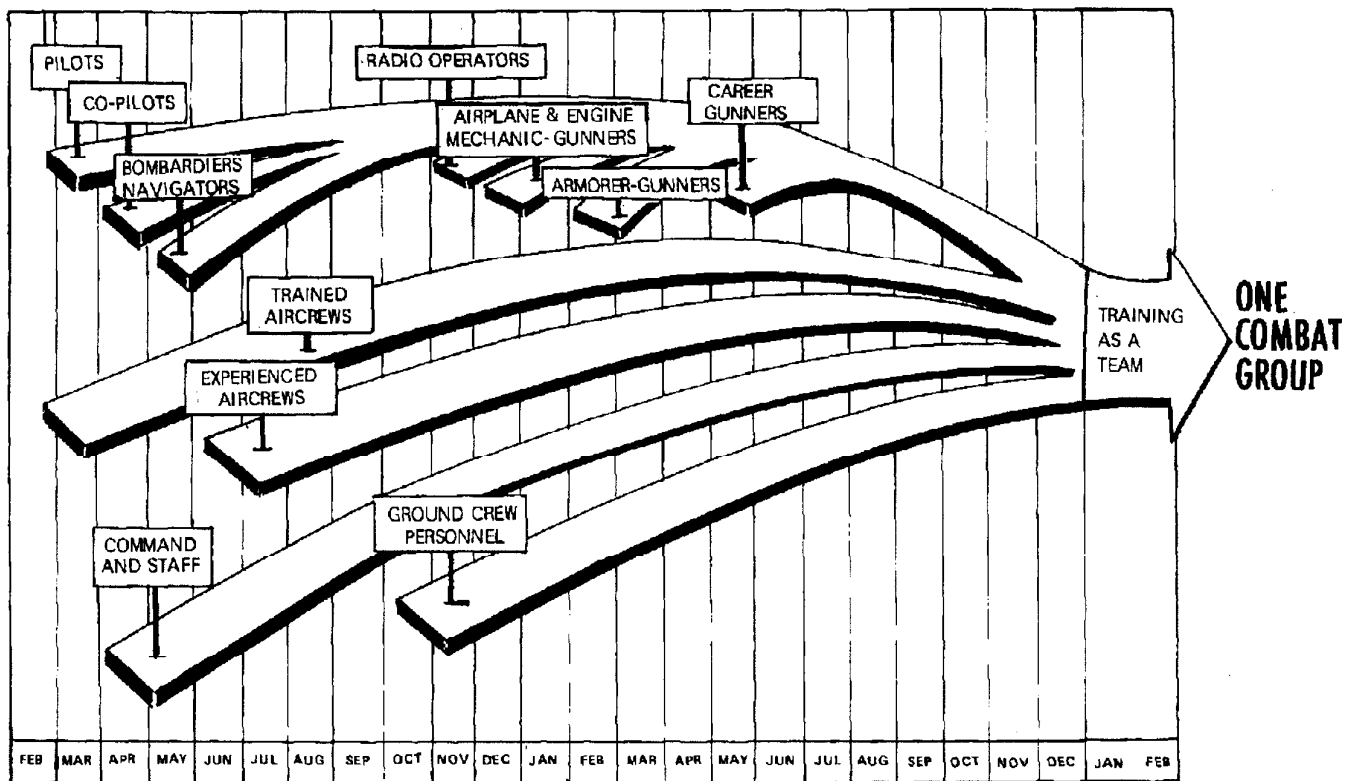 PILOTS
CO-PILOTS
BOMBARDIERS
NAVIGATORS
RADIO OPERATORS
AIRPLANE & ENGINE
MECHANIC-GUNNERS
ARMORER-GUNNERS
CAREER
GUNNERS
TRAINED
AIRCREWS
EXPERIENCED
AIRCREWS
COMMAND
AND STAFF
GROUND CREW
PERSONNEL
TRAINING
AS A
TEAM
ONE
COMBAT
GROUP
FEB MAR APR MAY JUN JUL AUG SEP OCT NOV DEC JAN FEB MAR APR MAY JUN JUL AUG SEP OCT NOV DEC JAN FEB